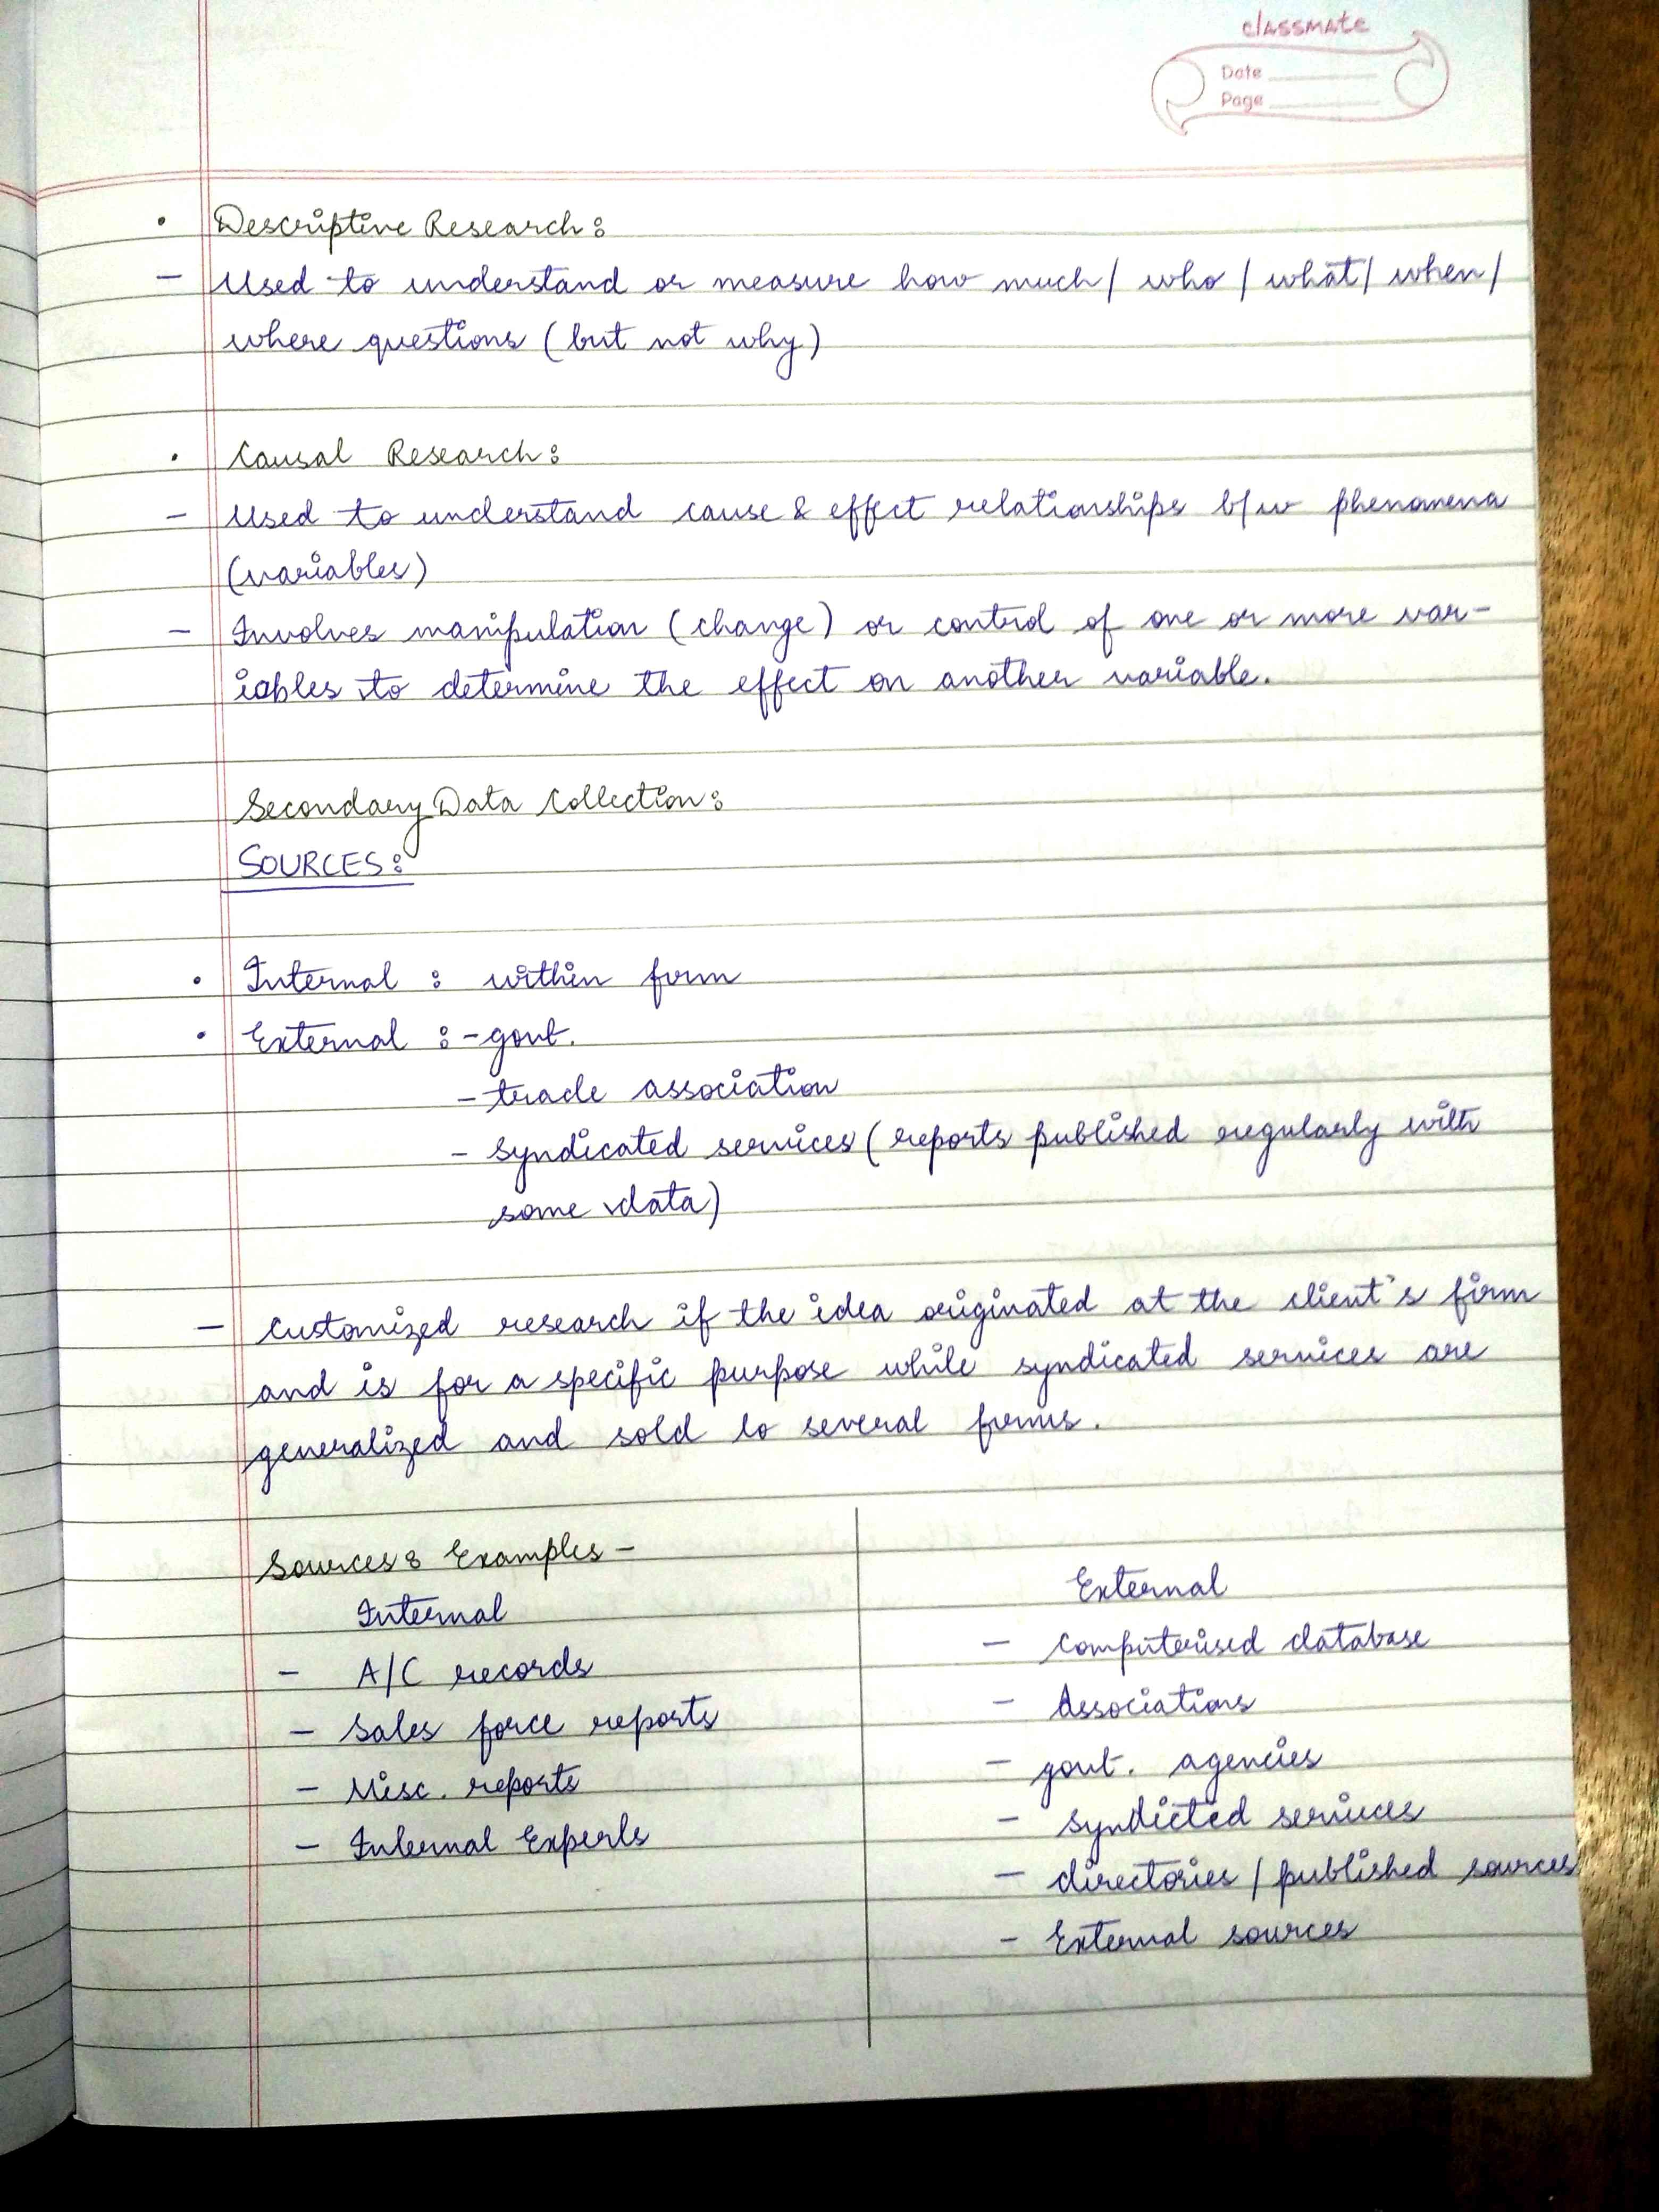 classmate
Date
Page
• Descriptive Research:
- Used to understand or measure how much / who / what / when /
where questions (but not why)
• Causal Research:
- Used to understand cause & effect relationships b/w phenomena
(variables)
- Involves manipulation (change) or control of one or more var-
iables to determine the effect on another variable.
Secondary Data Collection:
SOURCES:
• Internal : within firm
• External : - govt.
- trade association
- syndicated services (reports published regularly with
some data)
- Customized research if the idea originated at the client's firm
and is for a specific purpose while syndicated services are
generalized and sold to several firms.
Sources & Examples -
Internal
- A/C records
- Sales force reports
- Misc. reports
- Internal Experts
External
- Computerised database
- Associations
- govt. agencies
- Syndicted services
- directories / published sources
- External sources